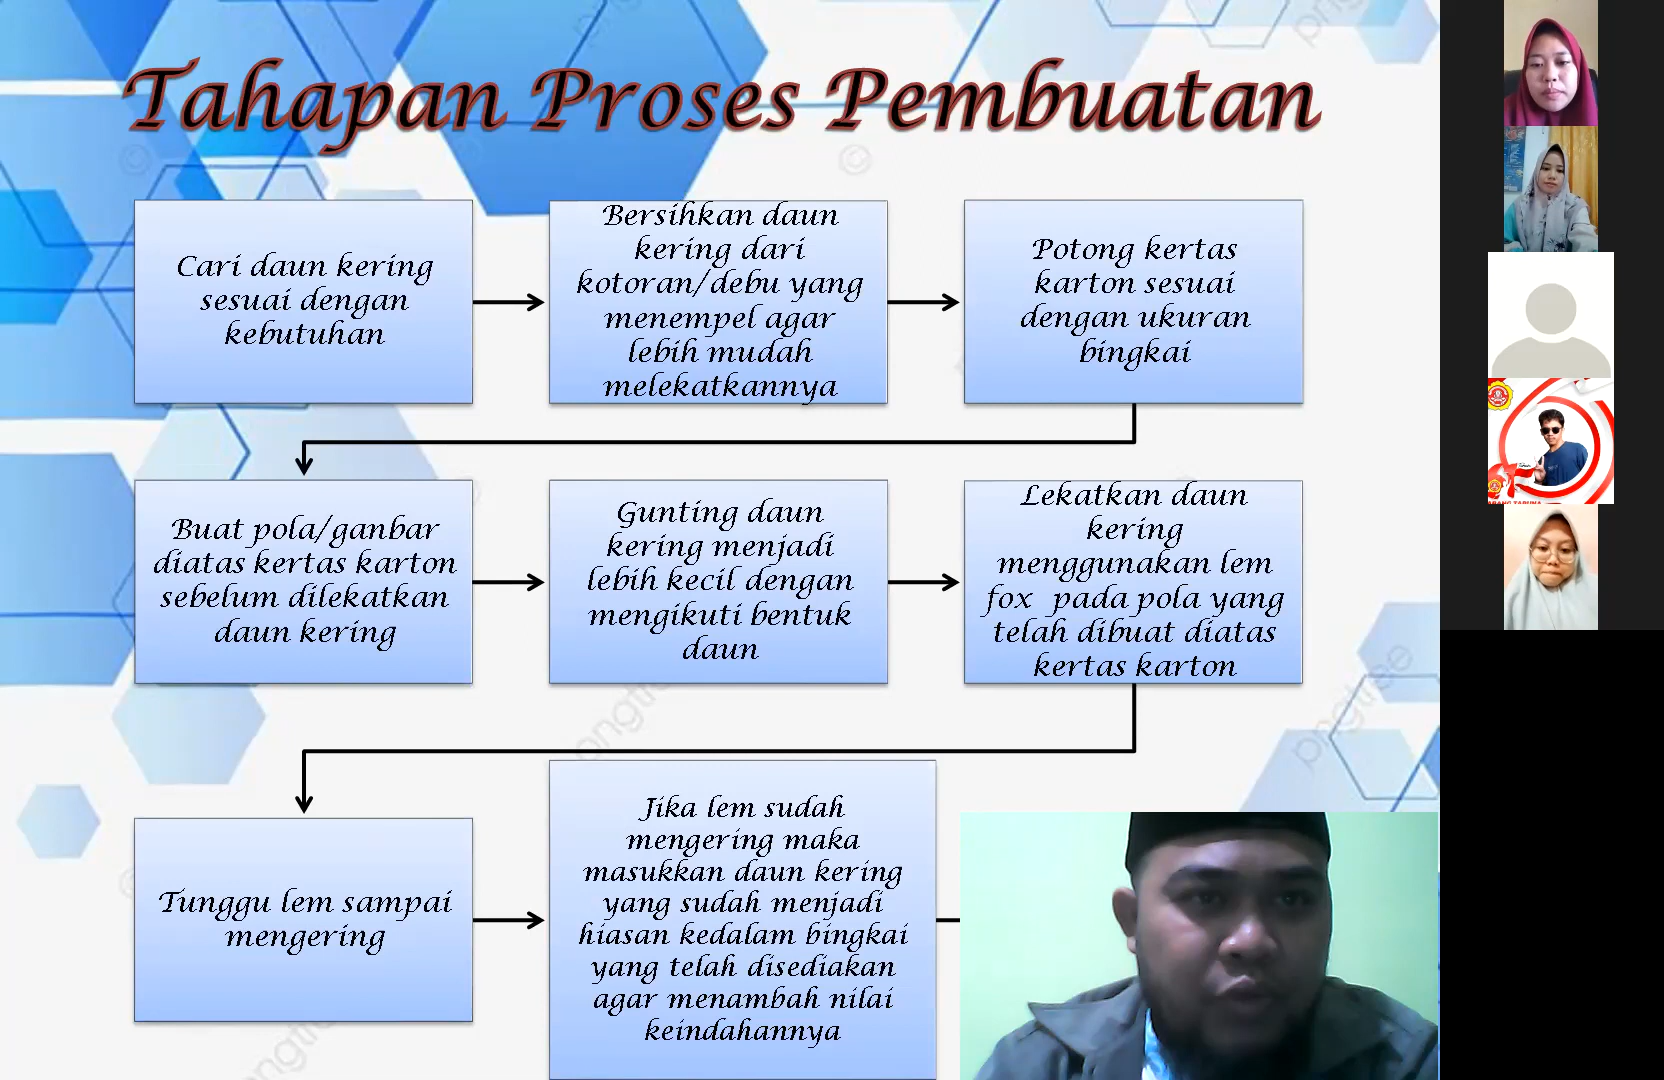 Tahapan Proses Pembuatan
Cari daun kering
sesuai dengan
kebutuhan
Bersihkan daun
kering dari
kotoran/debu yang
menempel agar
lebih mudah
melekatkannya
Potong kertas
karton sesuai
dengan ukuran
bingkai
Buat pola/ganbar
diatas kertas karton
sebelum dilekatkan
daun kering
Gunting daun
kering menjadi
lebih kecil dengan
mengikuti bentuk
daun
Lekatkan daun
kering
menggunakan lem
fox pada pola yang
telah dibuat diatas
kertas karton
Tunggu lem sampai
mengering
Jika lem sudah
mengering maka
masukkan daun kering
yang sudah menjadi
hiasan kedalam bingkai
yang telah disediakan
agar menambah nilai
keindahannya
pngtree